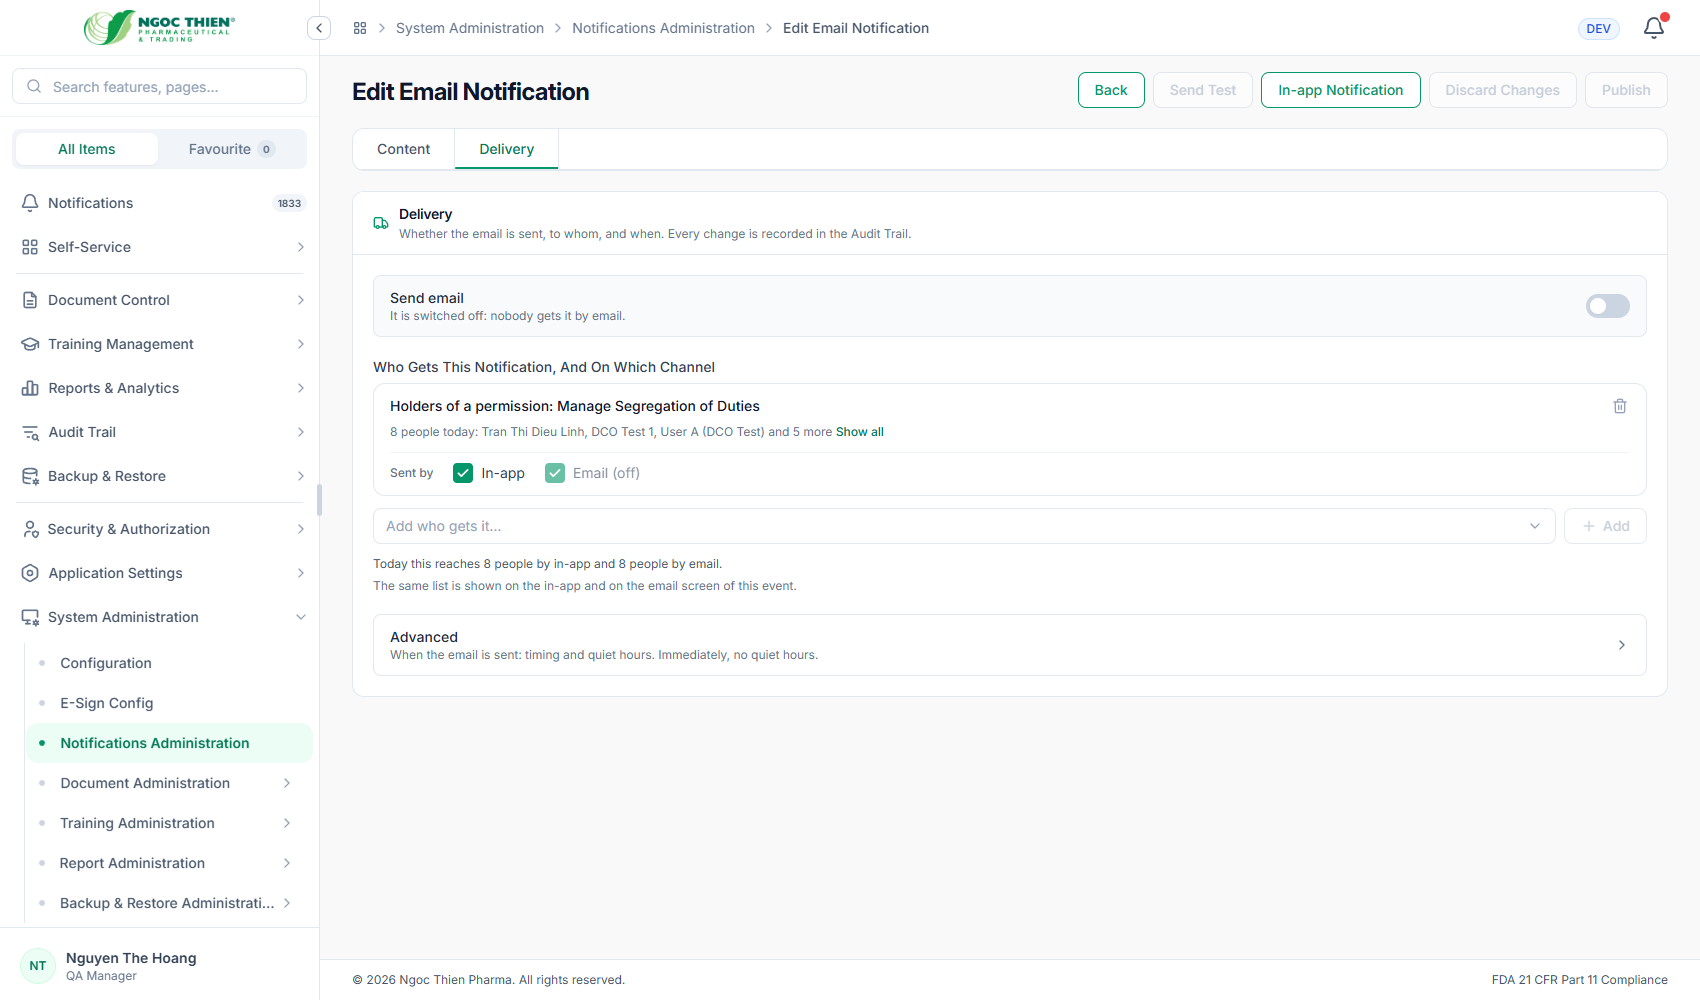 NGOC THIEN®
PHARMACEUTICAL
& TRADING
System Administration
Notifications Administration
Edit Email Notification
DEV
Search features, pages...
All Items
Favourite 0
Notifications 1833
Self-Service
Document Control
Training Management
Reports & Analytics
Audit Trail
Backup & Restore
Security & Authorization
Application Settings
System Administration
Configuration
E-Sign Config
Notifications Administration
Document Administration
Training Administration
Report Administration
Backup & Restore Administrati...
NT
Nguyen The Hoang
QA Manager
Edit Email Notification
Back
Send Test
In-app Notification
Discard Changes
Publish
Content
Delivery
Delivery
Whether the email is sent, to whom, and when. Every change is recorded in the Audit Trail.
Send email
It is switched off: nobody gets it by email.
Who Gets This Notification, And On Which Channel
Holders of a permission: Manage Segregation of Duties
8 people today: Tran Thi Dieu Linh, DCO Test 1, User A (DCO Test) and 5 more Show all
Sent by In-app Email (off)
Add who gets it...
+ Add
Today this reaches 8 people by in-app and 8 people by email.
The same list is shown on the in-app and on the email screen of this event.
Advanced
When the email is sent: timing and quiet hours. Immediately, no quiet hours.
© 2026 Ngoc Thien Pharma. All rights reserved.
FDA 21 CFR Part 11 Compliance